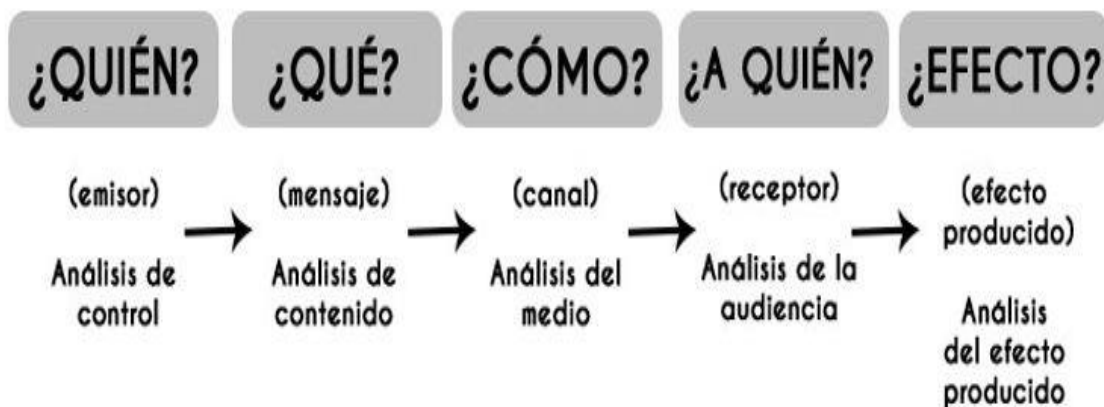 ¿QUIÉN?
(emisor)
Análisis de
control
¿QUÉ?
(mensaje)
Análisis de
contenido
¿CÓMO?
(canal)
Análisis del
medio
¿A QUIÉN?
(receptor)
Análisis de la
audiencia
¿EFECTO?
(efecto
producido)
Análisis
del efecto
producido